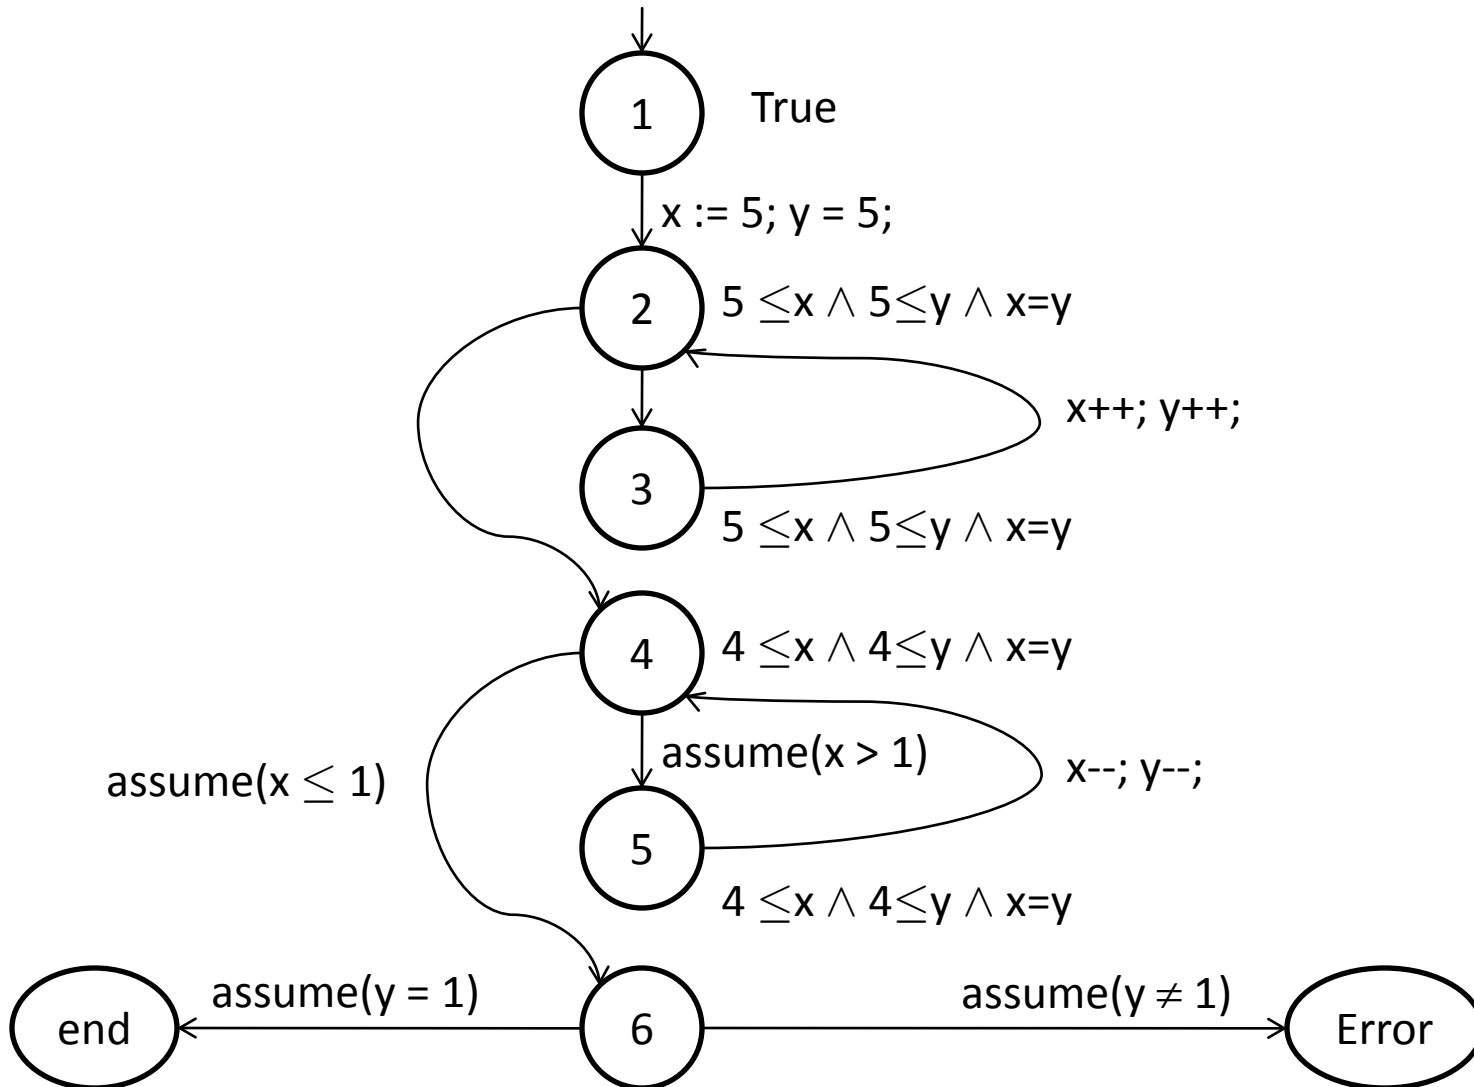 1 True
x := 5; y = 5;
2 5 ≤x ∧ 5≤y ∧ x=y
x++; y++;
3
5 ≤x ∧ 5≤y ∧ x=y
4 4 ≤x ∧ 4≤y ∧ x=y
assume(x > 1)
x--; y--;
assume(x ≤ 1)
5
4 ≤x ∧ 4≤y ∧ x=y
assume(y = 1)
assume(y ≠ 1)
end
6
Error